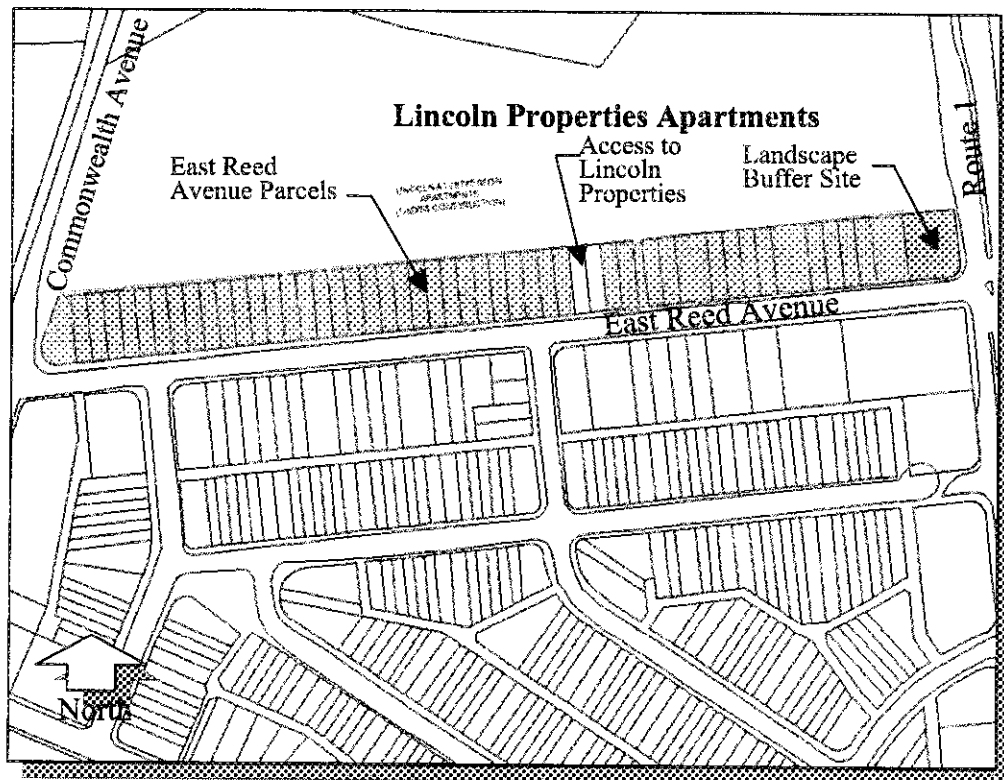 Commonwealth Avenue
Lincoln Properties Apartments
East Reed
Avenue Parcels
Access to
Lincoln
Properties
Landscape
Buffer Site
Route 1
APARTMENTS
East Reed Avenue
North